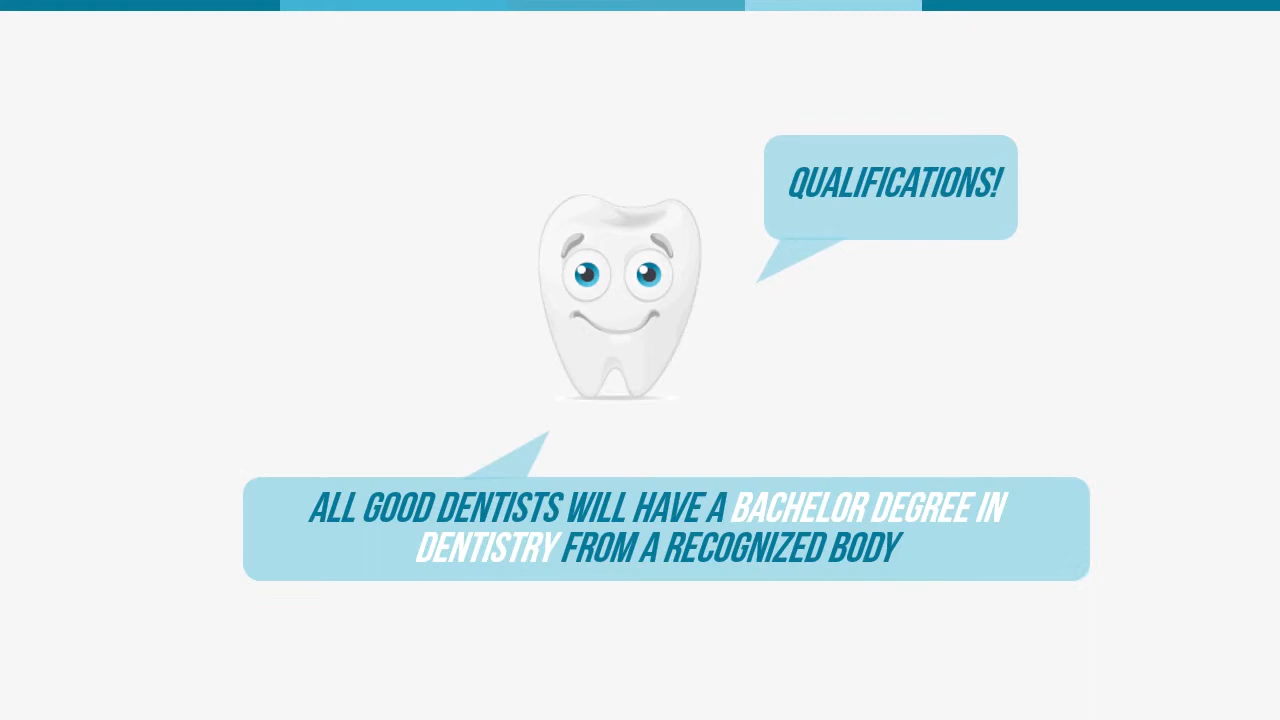 QUALIFICATIONS!
ALL GOOD DENTISTS WILL HAVE A BACHELOR DEGREE IN
DENTISTRY FROM A RECOGNIZED BODY